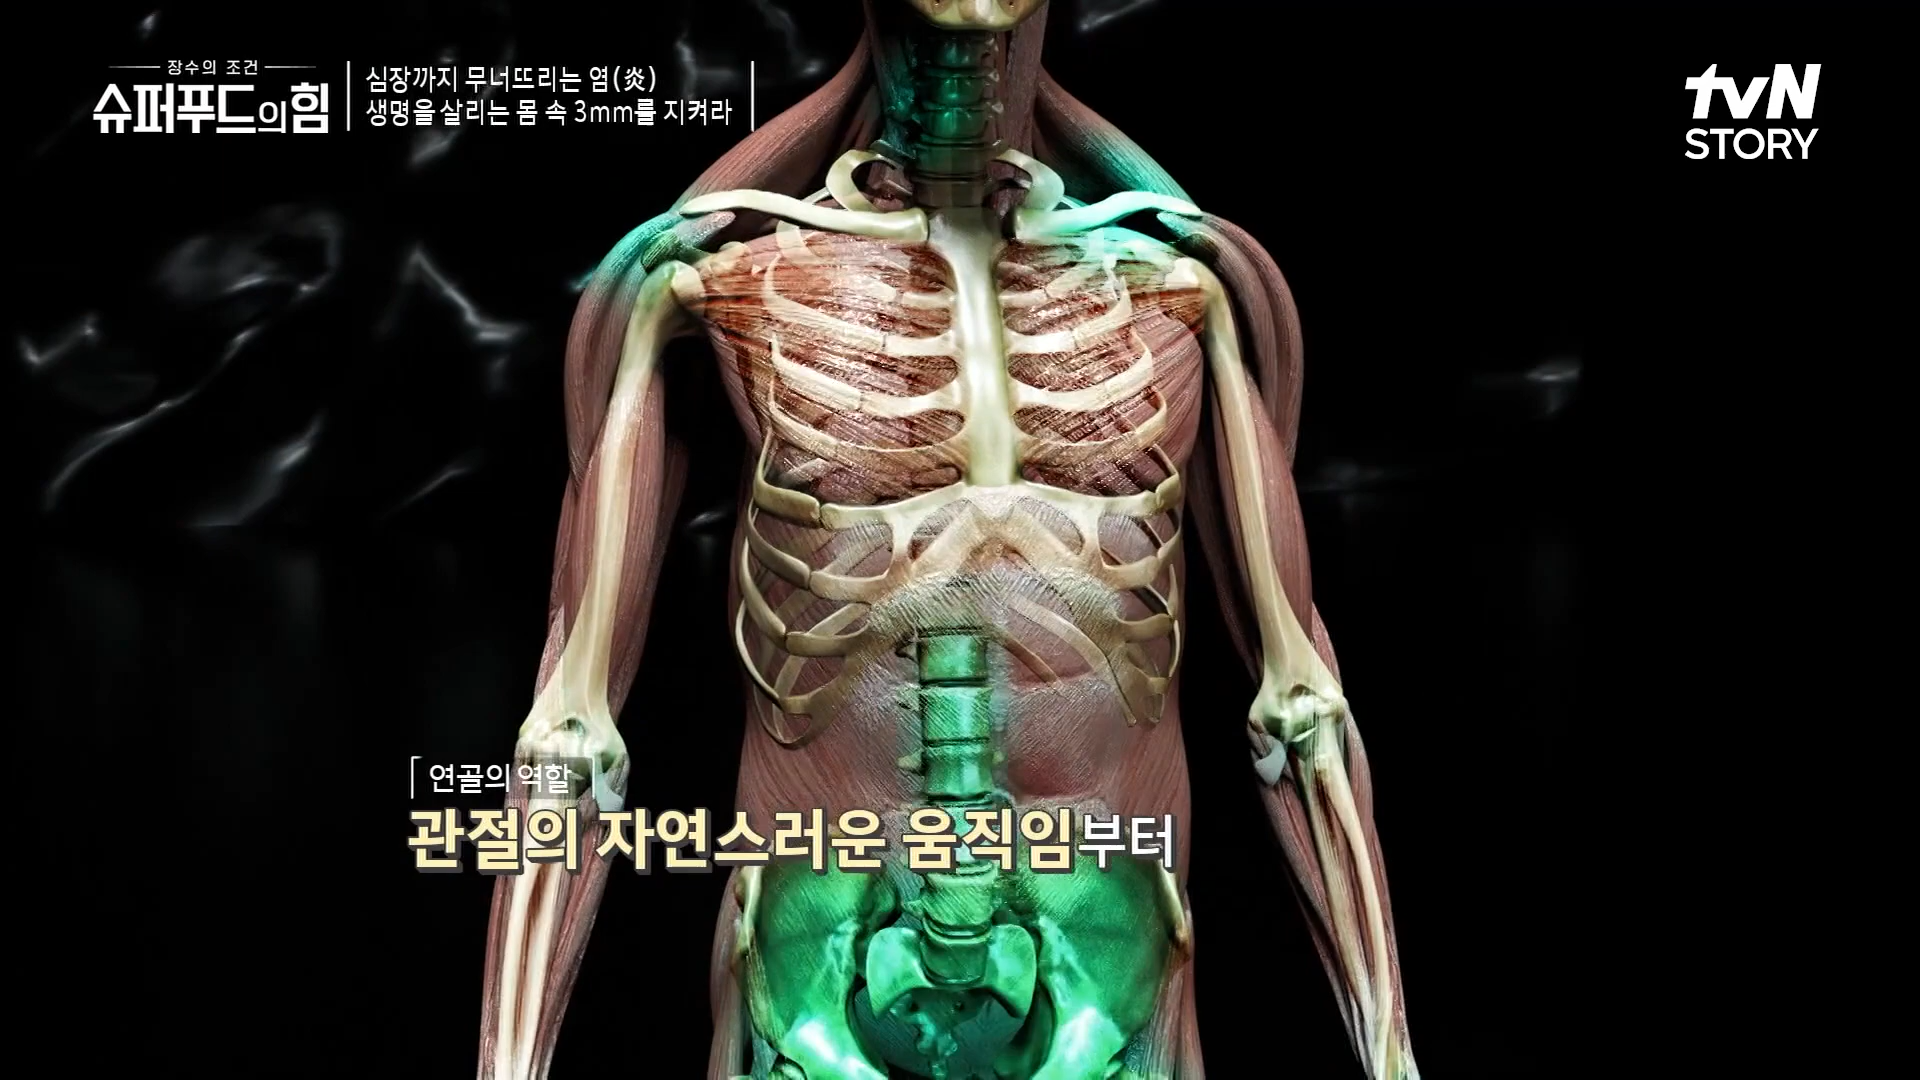 장수의 조건
슈퍼푸드의힘
심장까지 무너뜨리는 염(炎)
생명을 살리는 몸 속 3mm를 지켜라
tvN
STORY
「연골의 역할」
관절의 자연스러운 움직임부터